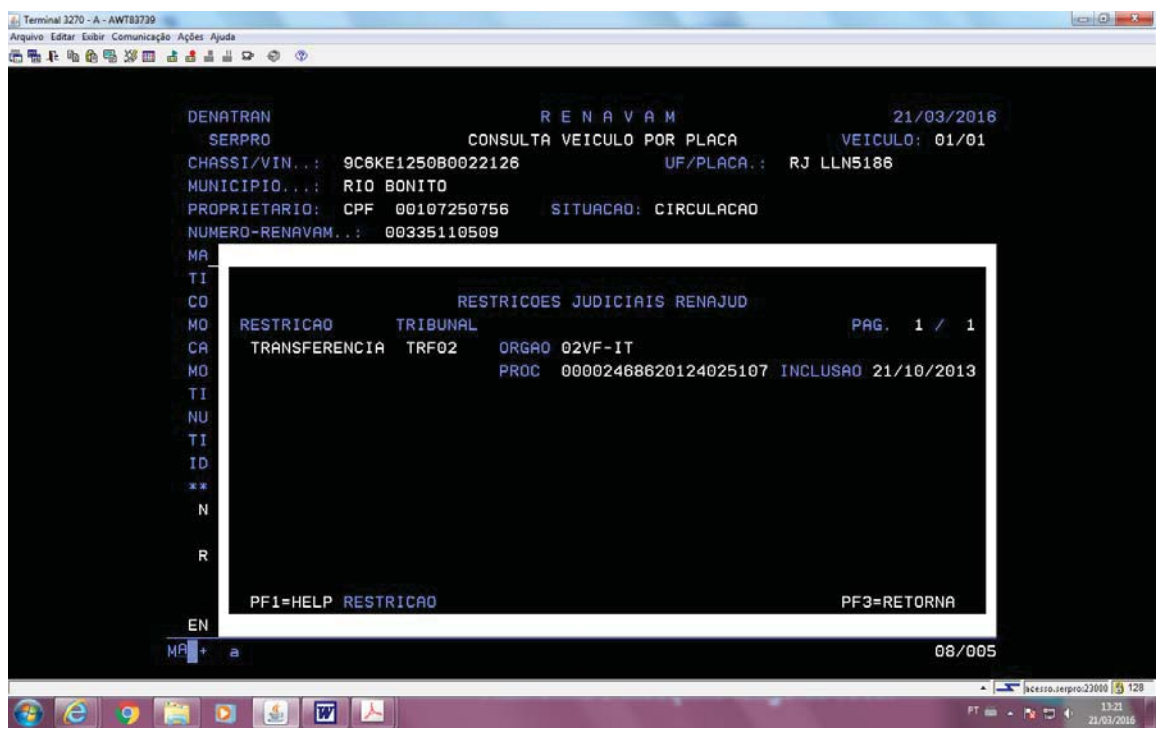 Terminal 3270 - A - AWT83739
Arquivo Editar Exibir Comunicação Ações Ajuda
DENATRAN R E N A V A M 21/03/2016
SERPRO CONSULTA VEICULO POR PLACA VEICULO: 01/01
CHASSI/VIN..: 9C6KE1250B0022126 UF/PLACA.: RJ LLN5186
MUNICIPIO...: RIO BONITO
PROPRIETARIO: CPF 00107250756 SITUACAO: CIRCULACAO
NUMERO-RENAVAM..: 00335110509
MA
TI
CO RESTRICOES JUDICIAIS RENAJUD
MO RESTRICAO TRIBUNAL PAG. 1 / 1
CA TRANSFERENCIA TRF02 ORGAO 02VF-IT
MO PROC 00002468620124025107 INCLUSAO 21/10/2013
TI
NU
TI
ID
**
N
R
PF1=HELP RESTRICAO PF3=RETORNA
EN
MA + a 08/005
acesso.serpro:23000 128
W
PT 13:21
21/03/2016